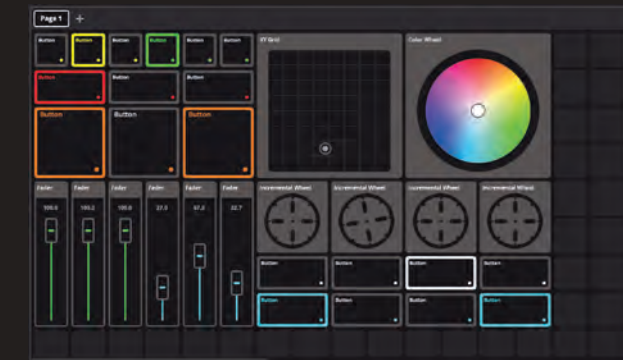 Page 1 +
Button Button Button Button Button Button XY Grid Color Wheel
Button Button Button
Button Button Button
Fader Fader Fader Fader Fader Fader Incremental Wheel Incremental Wheel Incremental Wheel Incremental Wheel
100.0 100.0 27.0
Button Button Button Button
Button Button Button Button